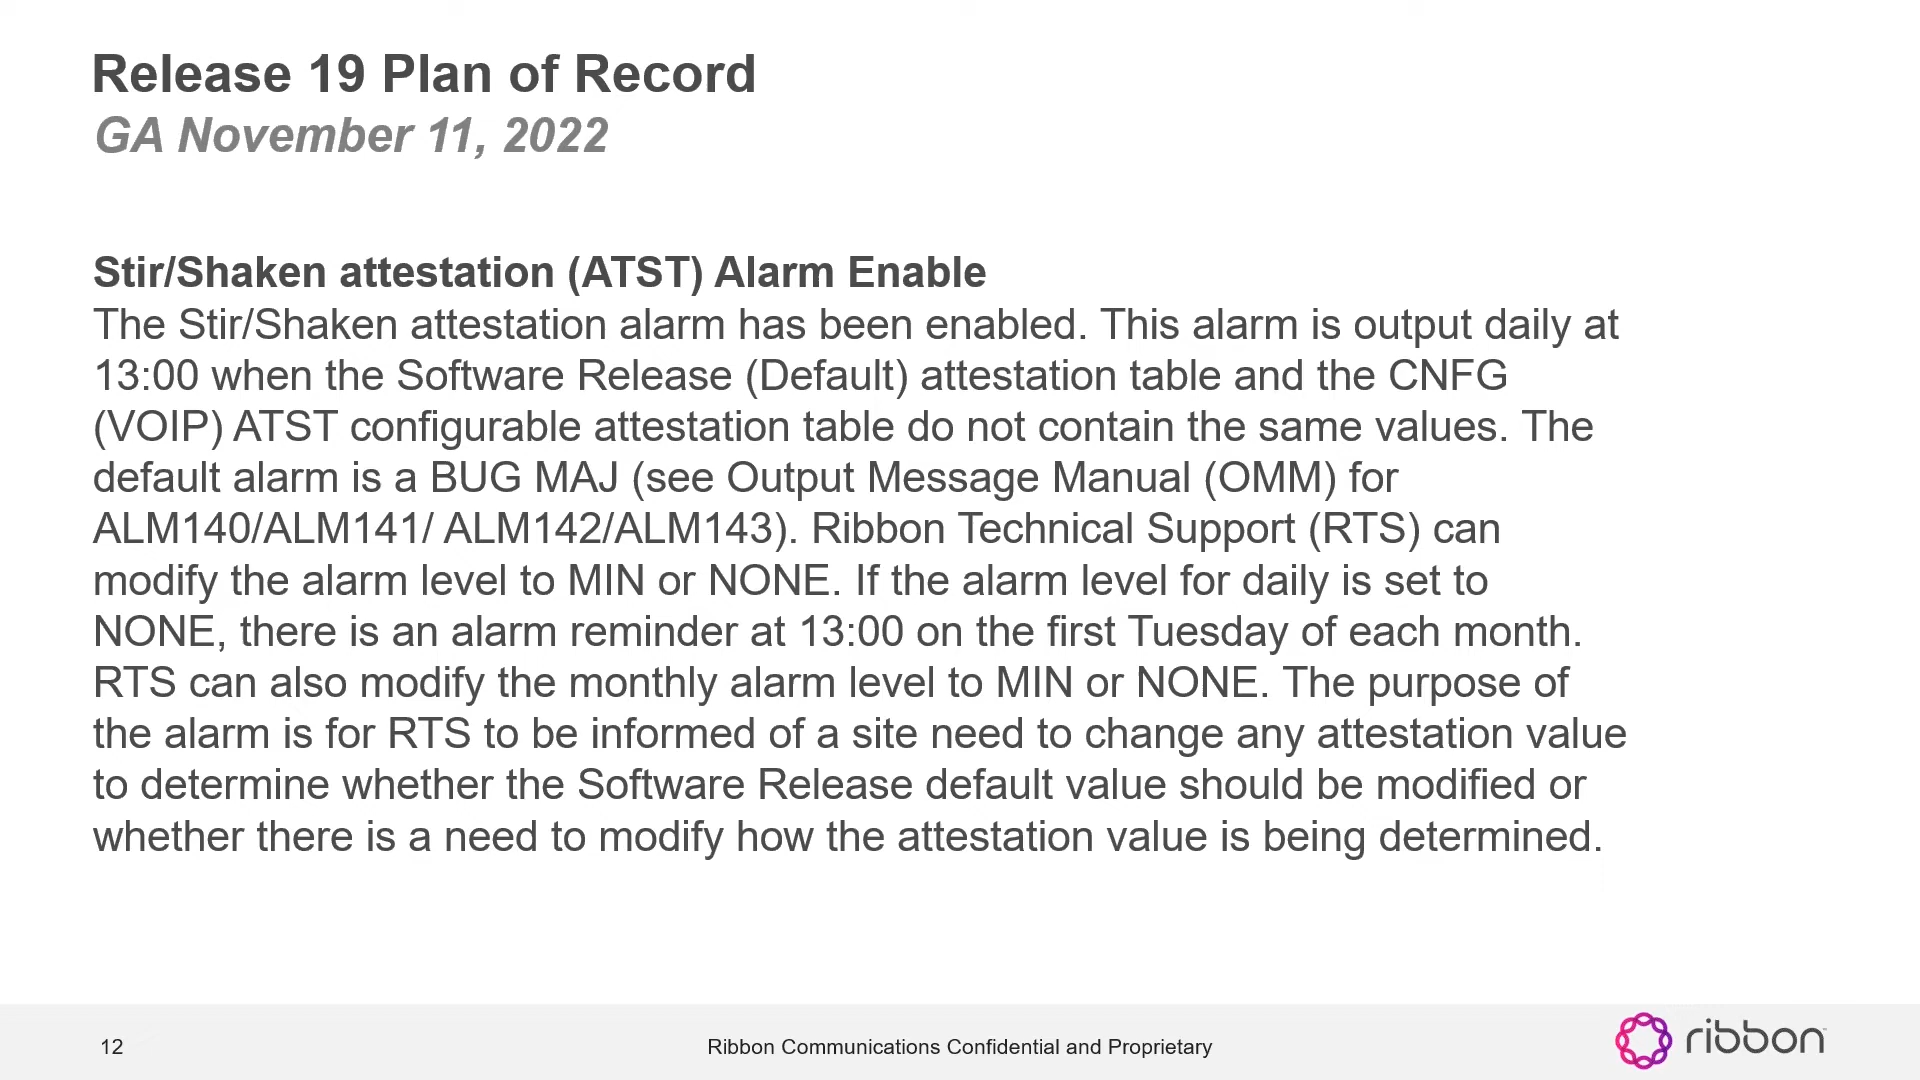 Release 19 Plan of Record
GA November 11, 2022
Stir/Shaken attestation (ATST) Alarm Enable
The Stir/Shaken attestation alarm has been enabled. This alarm is output daily at
13:00 when the Software Release (Default) attestation table and the CNFG
(VOIP) ATST configurable attestation table do not contain the same values. The
default alarm is a BUG MAJ (see Output Message Manual (OMM) for
ALM140/ALM141/ ALM142/ALM143). Ribbon Technical Support (RTS) can
modify the alarm level to MIN or NONE. If the alarm level for daily is set to
NONE, there is an alarm reminder at 13:00 on the first Tuesday of each month.
RTS can also modify the monthly alarm level to MIN or NONE. The purpose of
the alarm is for RTS to be informed of a site need to change any attestation value
to determine whether the Software Release default value should be modified or
whether there is a need to modify how the attestation value is being determined.
12
Ribbon Communications Confidential and Proprietary
ribbon